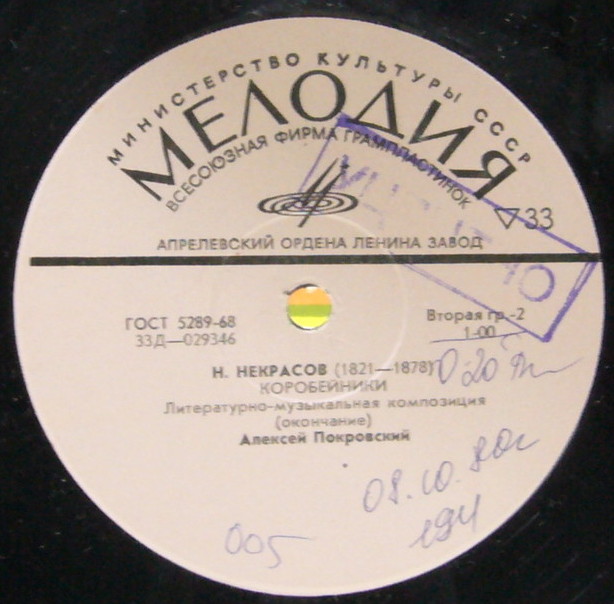 МИНИСТЕРСТВО КУЛЬТУРЫ СССР
МЕЛОДИЯ
ВСЕСОЮЗНАЯ ФИРМА ГРАМПЛАСТИНОК
33
АПРЕЛЕВСКИЙ ОРДЕНА ЛЕНИНА ЗАВОД
ГОСТ 5289-68
33Д—029346
Вторая гр.-2
1-00
0-20
Н. НЕКРАСОВ (1821—1878)
КОРОБЕЙНИКИ
Литературно-музыкальная композиция
(окончание)
Алексей Покровский
08.10.80г
194
005